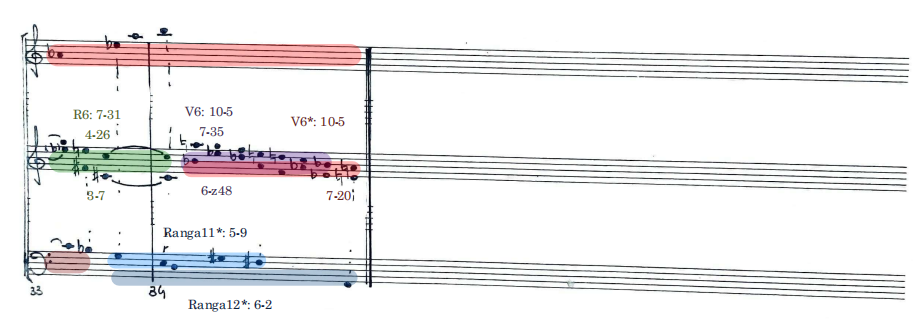 R6: 7-31
4-26
V6: 10-5
7-35
V6*: 10-5
3-7
6-z48
7-20
Ranga11*: 5-9
33
34
Ranga12*: 6-2